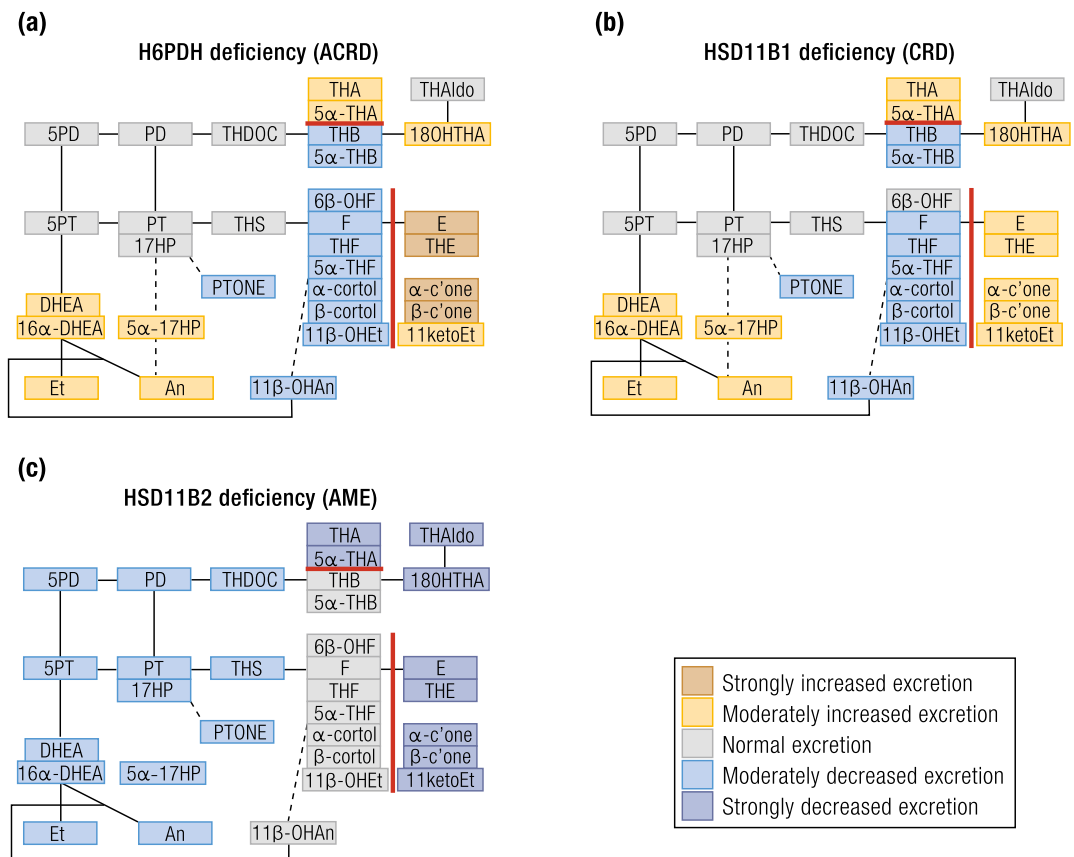 (a)
H6PDH deficiency (ACRD)
THA
THAldo
5α-THA
5PD
PD
THDOC
THB
18OHTHA
5α-THB
6β-OHF
5PT
PT
THS
F
E
17HP
THF
THE
5α-THF
PTONE
α-cortol
α-c'one
DHEA
β-cortol
β-c'one
16α-DHEA
5α-17HP
11β-OHEt
11ketoEt
Et
An
11β-OHAn
(b)
HSD11B1 deficiency (CRD)
THA
THAldo
5α-THA
5PD
PD
THDOC
THB
18OHTHA
5α-THB
6β-OHF
5PT
PT
THS
F
E
17HP
THF
THE
5α-THF
PTONE
α-cortol
α-c'one
DHEA
β-cortol
β-c'one
16α-DHEA
5α-17HP
11β-OHEt
11ketoEt
Et
An
11β-OHAn
(c)
HSD11B2 deficiency (AME)
THA
THAldo
5α-THA
5PD
PD
THDOC
THB
18OHTHA
5α-THB
6β-OHF
5PT
PT
THS
F
E
17HP
THF
THE
5α-THF
PTONE
α-cortol
α-c'one
DHEA
β-cortol
β-c'one
16α-DHEA
5α-17HP
11β-OHEt
11ketoEt
Et
An
11β-OHAn
Strongly increased excretion
Moderately increased excretion
Normal excretion
Moderately decreased excretion
Strongly decreased excretion